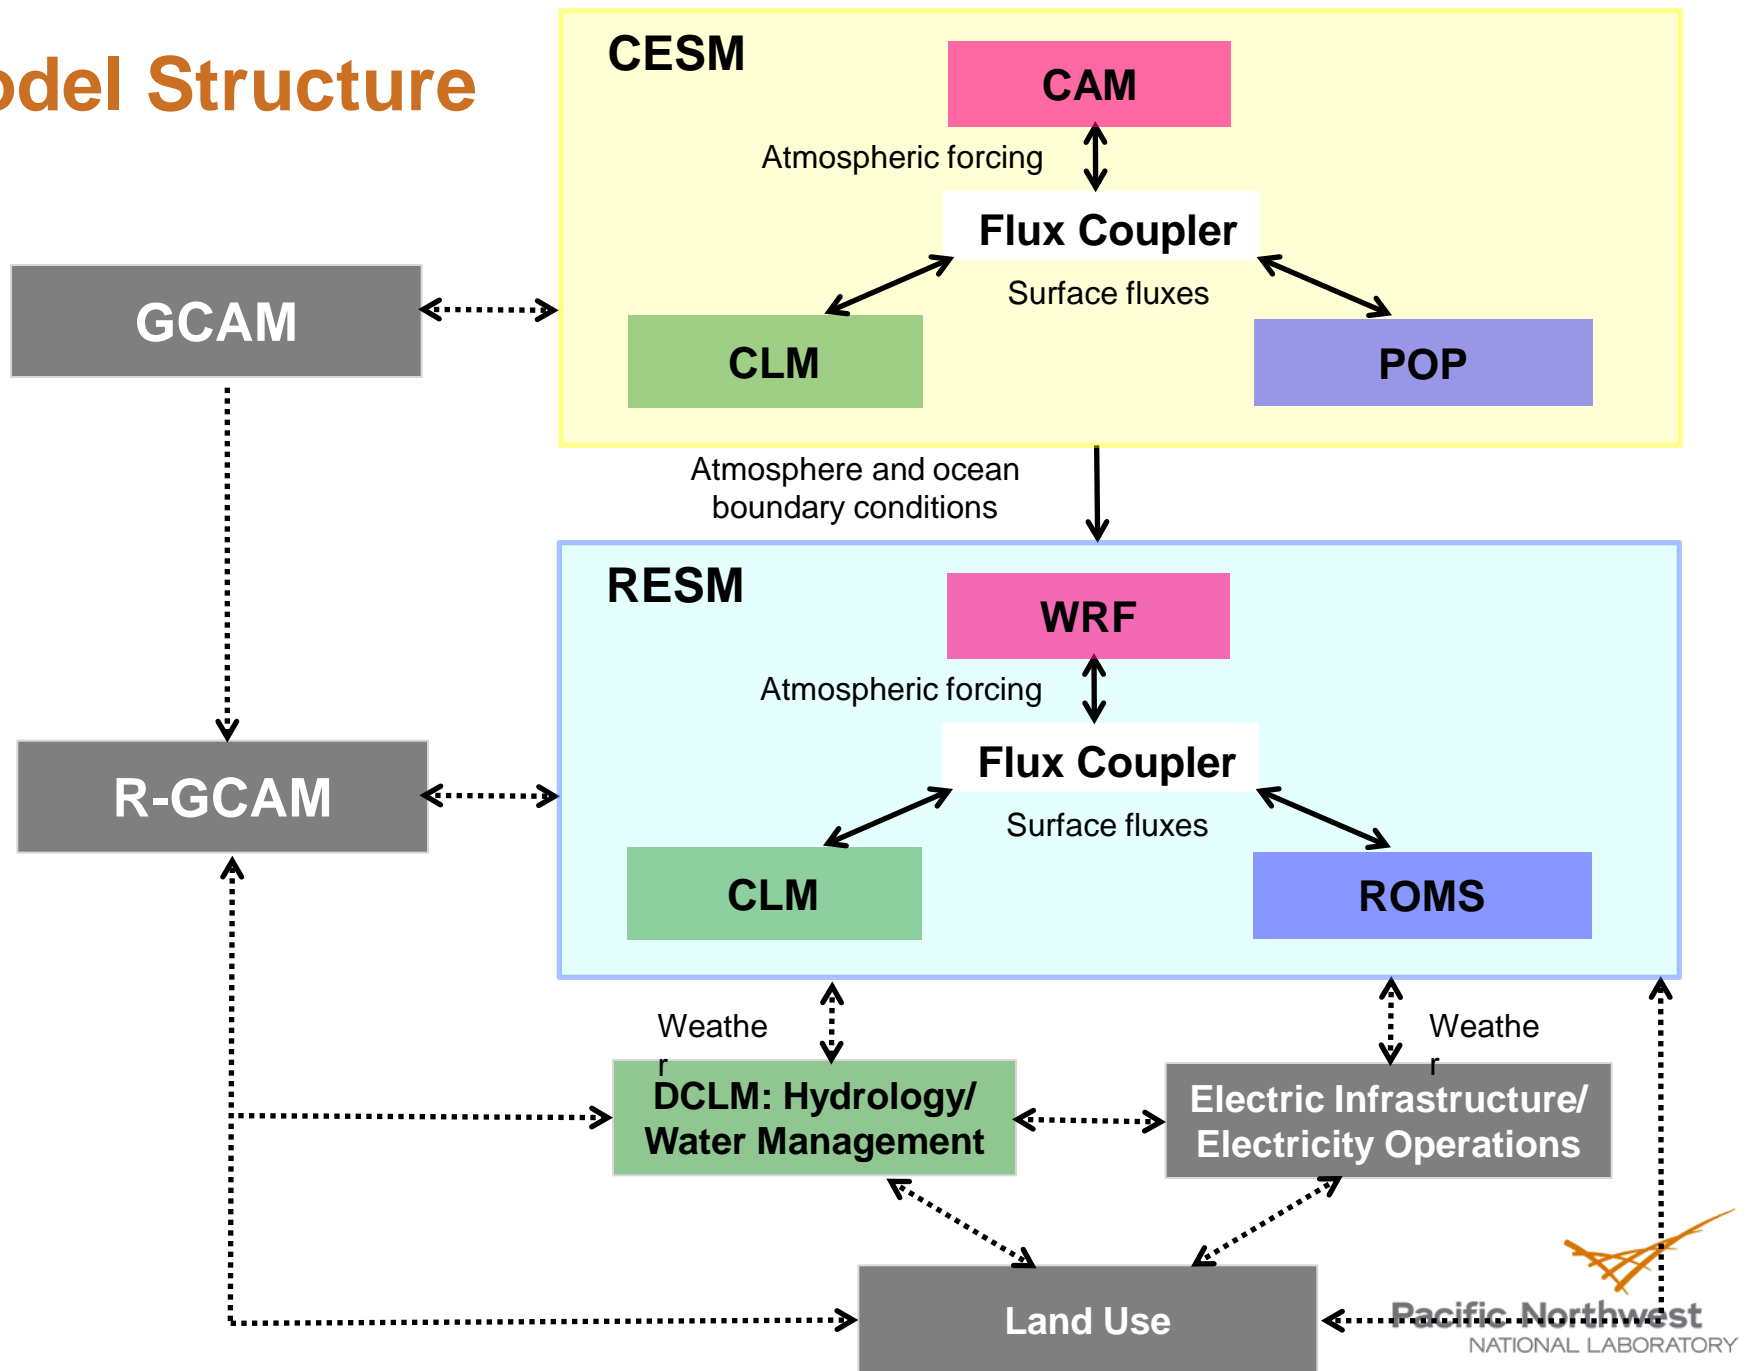 odel Structure
CESM
CAM
Atmospheric forcing
Flux Coupler
Surface fluxes
GCAM
CLM
POP
Atmosphere and ocean
boundary conditions
RESM
WRF
Atmospheric forcing
Flux Coupler
Surface fluxes
R-GCAM
CLM
ROMS
Weathe
r
Weathe
r
DCLM: Hydrology/
Water Management
Electric Infrastructure/
Electricity Operations
Land Use
Pacific Northwest
NATIONAL LABORATORY